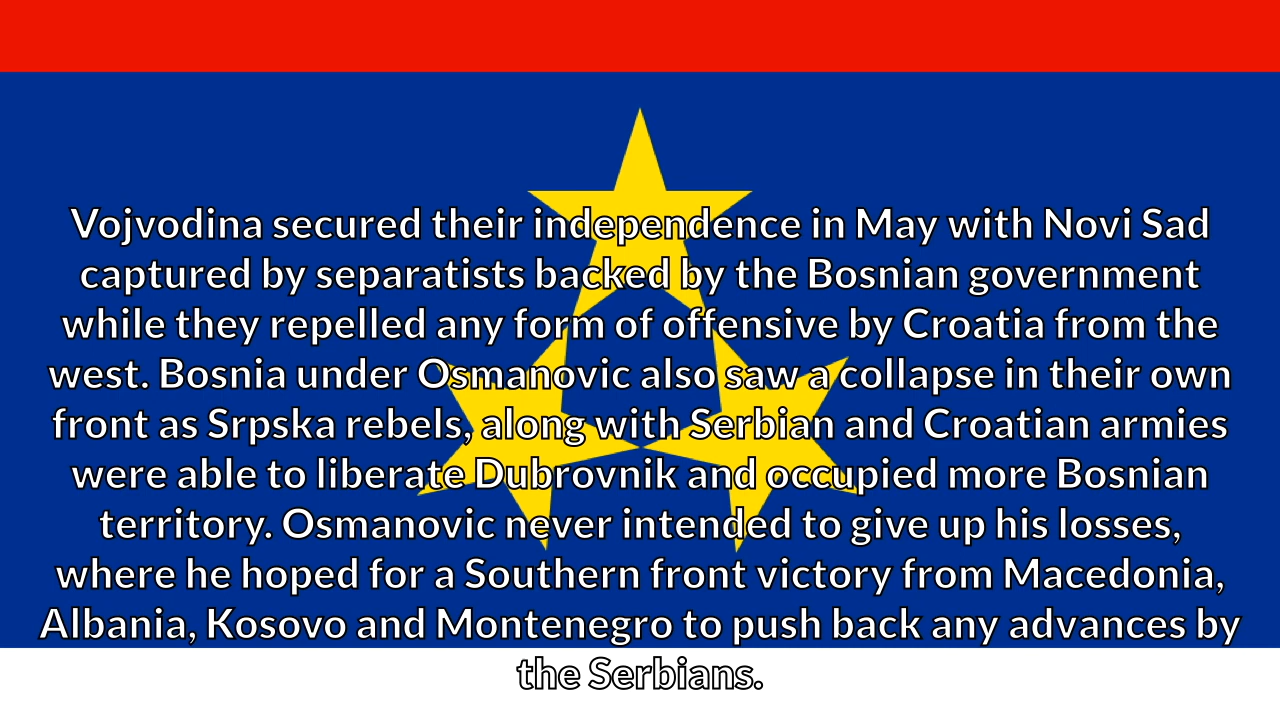 Vojvodina secured their independence in May with Novi Sad
captured by separatists backed by the Bosnian government
while they repelled any form of offensive by Croatia from the
west. Bosnia under Osmanovic also saw a collapse in their own
front as Srpska rebels, along with Serbian and Croatian armies
were able to liberate Dubrovnik and occupied more Bosnian
territory. Osmanovic never intended to give up his losses,
where he hoped for a Southern front victory from Macedonia,
Albania, Kosovo and Montenegro to push back any advances by
the Serbians.